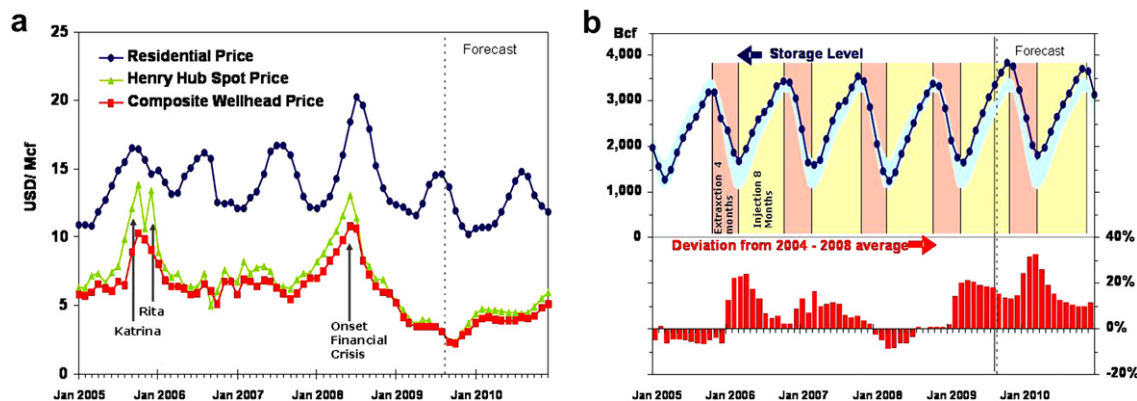 a
25
20
15
10
5
0
USD/ Mcf
Residential Price
Henry Hub Spot Price
Composite Wellhead Price
Forecast
Katrina
Rita
Onset
Financial
Crisis
Jan 2005
Jan 2006
Jan 2007
Jan 2008
Jan 2009
Jan 2010
b
Bcf
4,000
3,000
2,000
1,000
0
Storage Level
Forecast
Extraxction 4
months
Injection 8
Months
Deviation from 2004 - 2008 average
40%
20%
0%
-20%
Jan 2005
Jan 2006
Jan 2007
Jan 2008
Jan 2009
Jan 2010